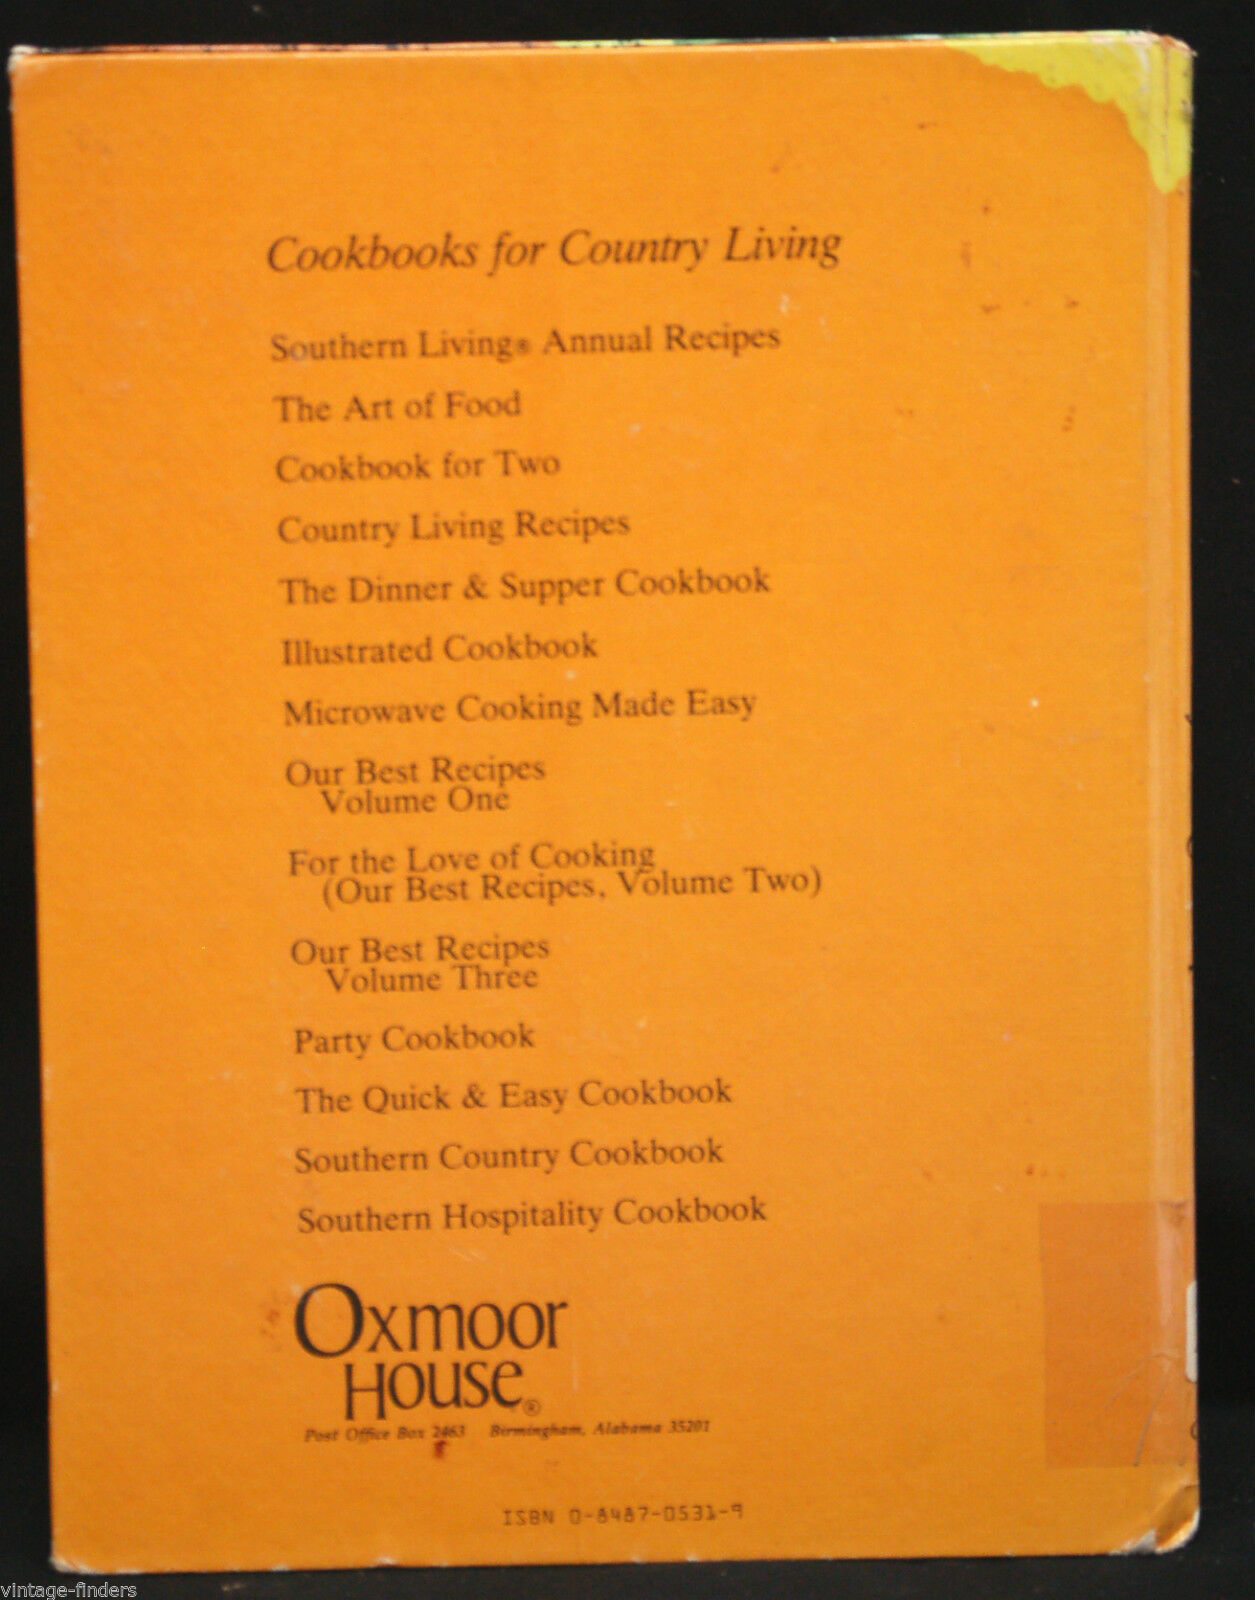 Cookbooks for Country Living
Southern Living® Annual Recipes
The Art of Food
Cookbook for Two
Country Living Recipes
The Dinner & Supper Cookbook
Illustrated Cookbook
Microwave Cooking Made Easy
Our Best Recipes
Volume One
For the Love of Cooking
(Our Best Recipes, Volume Two)
Our Best Recipes
Volume Three
Party Cookbook
The Quick & Easy Cookbook
Southern Country Cookbook
Southern Hospitality Cookbook
Oxmoor
House®
Post Office Box 2463 Birmingham, Alabama 35201
ISBN 0-8487-0531-9
vintage-finders